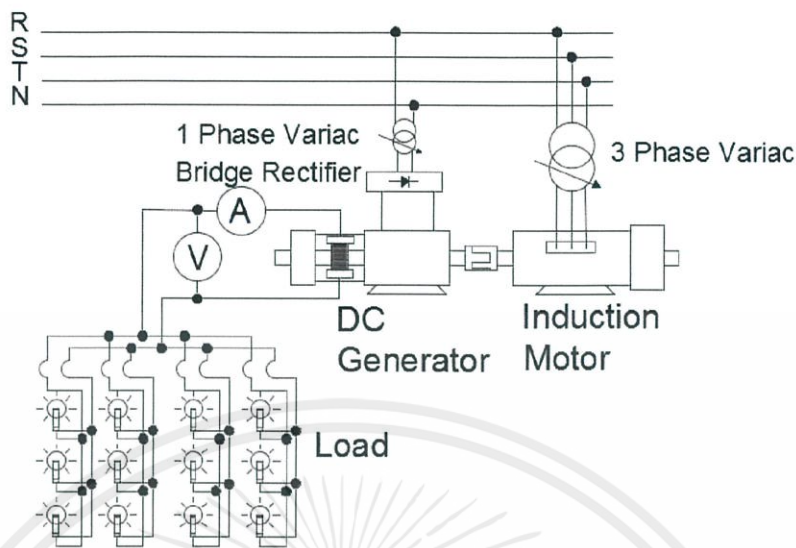 R
S
T
N
1 Phase Variac
Bridge Rectifier
3 Phase Variac
A
V
DC
Generator
Induction
Motor
Load